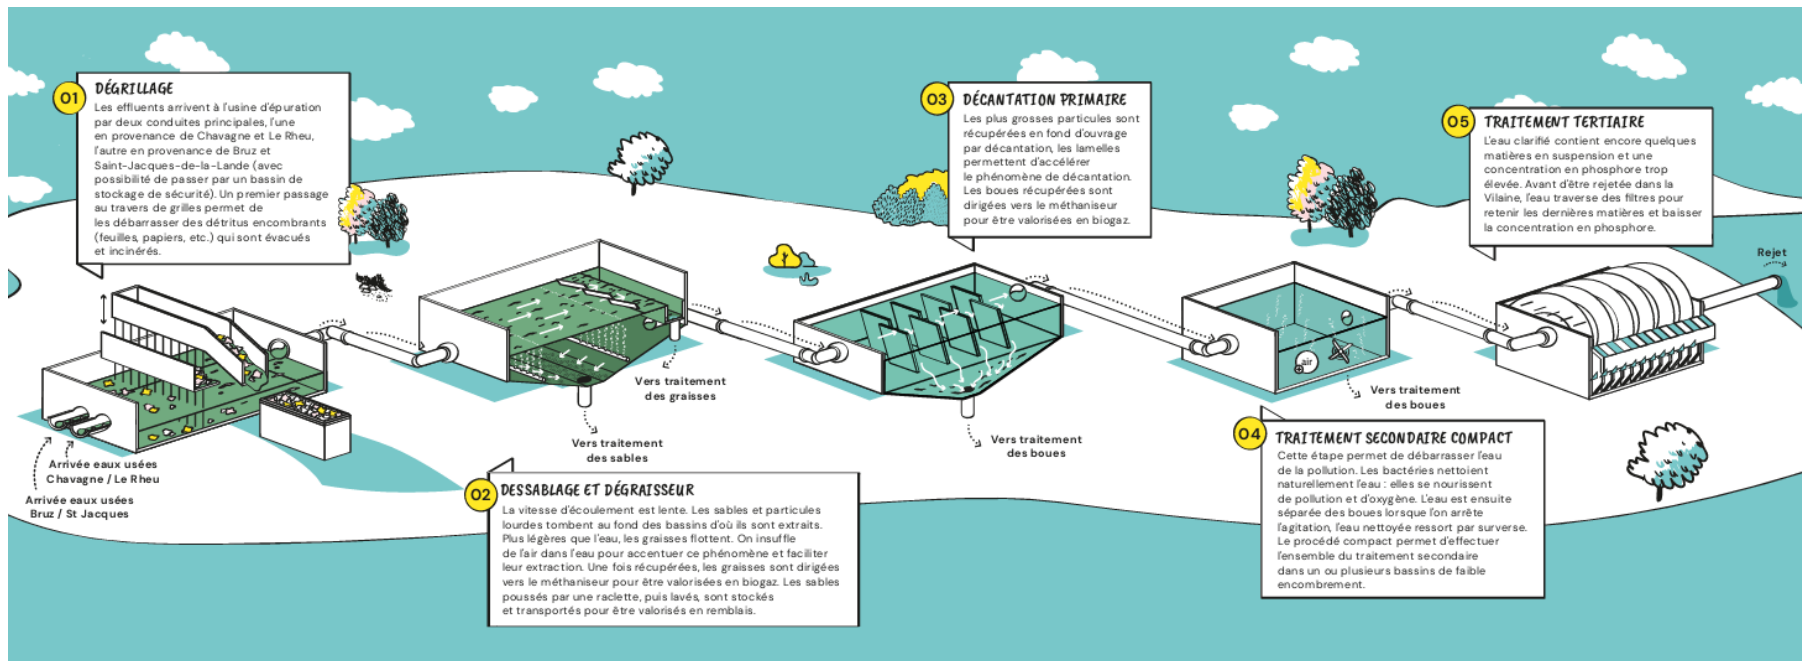 01
DÉGRILLAGE
Les effluents arrivent à l'usine d'épuration
par deux conduites principales, l'une
en provenance de Chavagne et Le Rheu,
l'autre en provenance de Bruz et
Saint-Jacques-de-la-Lande (avec
possibilité de passer par un bassin de
stockage de sécurité). Un premier passage
au travers de grilles permet de
les débarrasser des détritus encombrants
(feuilles, papiers, etc.) qui sont évacués
et incinérés.
Arrivée eaux usées
Chavagne / Le Rheu
Arrivée eaux usées
Bruz / St Jacques
02
DESSABLAGE ET DÉGRAISSEUR
La vitesse d'écoulement est lente. Les sables et particules
lourdes tombent au fond des bassins d'où ils sont extraits.
Plus légères que l'eau, les graisses flottent. On insuffle
de l'air dans l'eau pour accentuer ce phénomène et faciliter
leur extraction. Une fois récupérées, les graisses sont dirigées
vers le méthaniseur pour être valorisées en biogaz. Les sables
poussés par une raclette, puis lavés, sont stockés
et transportés pour être valorisés en remblais.
Vers traitement
des graisses
Vers traitement
des sables
03
DÉCANTATION PRIMAIRE
Les plus grosses particules sont
récupérées en fond d'ouvrage
par décantation, les lamelles
permettent d'accélérer
le phénomène de décantation.
Les boues récupérées sont
dirigées vers le méthaniseur
pour être valorisées en biogaz.
Vers traitement
des boues
04
TRAITEMENT SECONDAIRE COMPACT
Cette étape permet de débarrasser l'eau
de la pollution. Les bactéries nettoient
naturellement l'eau : elles se nourrissent
de pollution et d'oxygène. L'eau est ensuite
séparée des boues lorsque l'on arrête
l'agitation, l'eau nettoyée ressort par surverse.
Le procédé compact permet d'effectuer
l'ensemble du traitement secondaire
dans un ou plusieurs bassins de faible
encombrement.
air
Vers traitement
des boues
05
TRAITEMENT TERTIAIRE
L'eau clarifié contient encore quelques
matières en suspension et une
concentration en phosphore trop
élevée. Avant d'être rejetée dans la
Vilaine, l'eau traverse des filtres pour
retenir les dernières matières et baisser
la concentration en phosphore.
Rejet